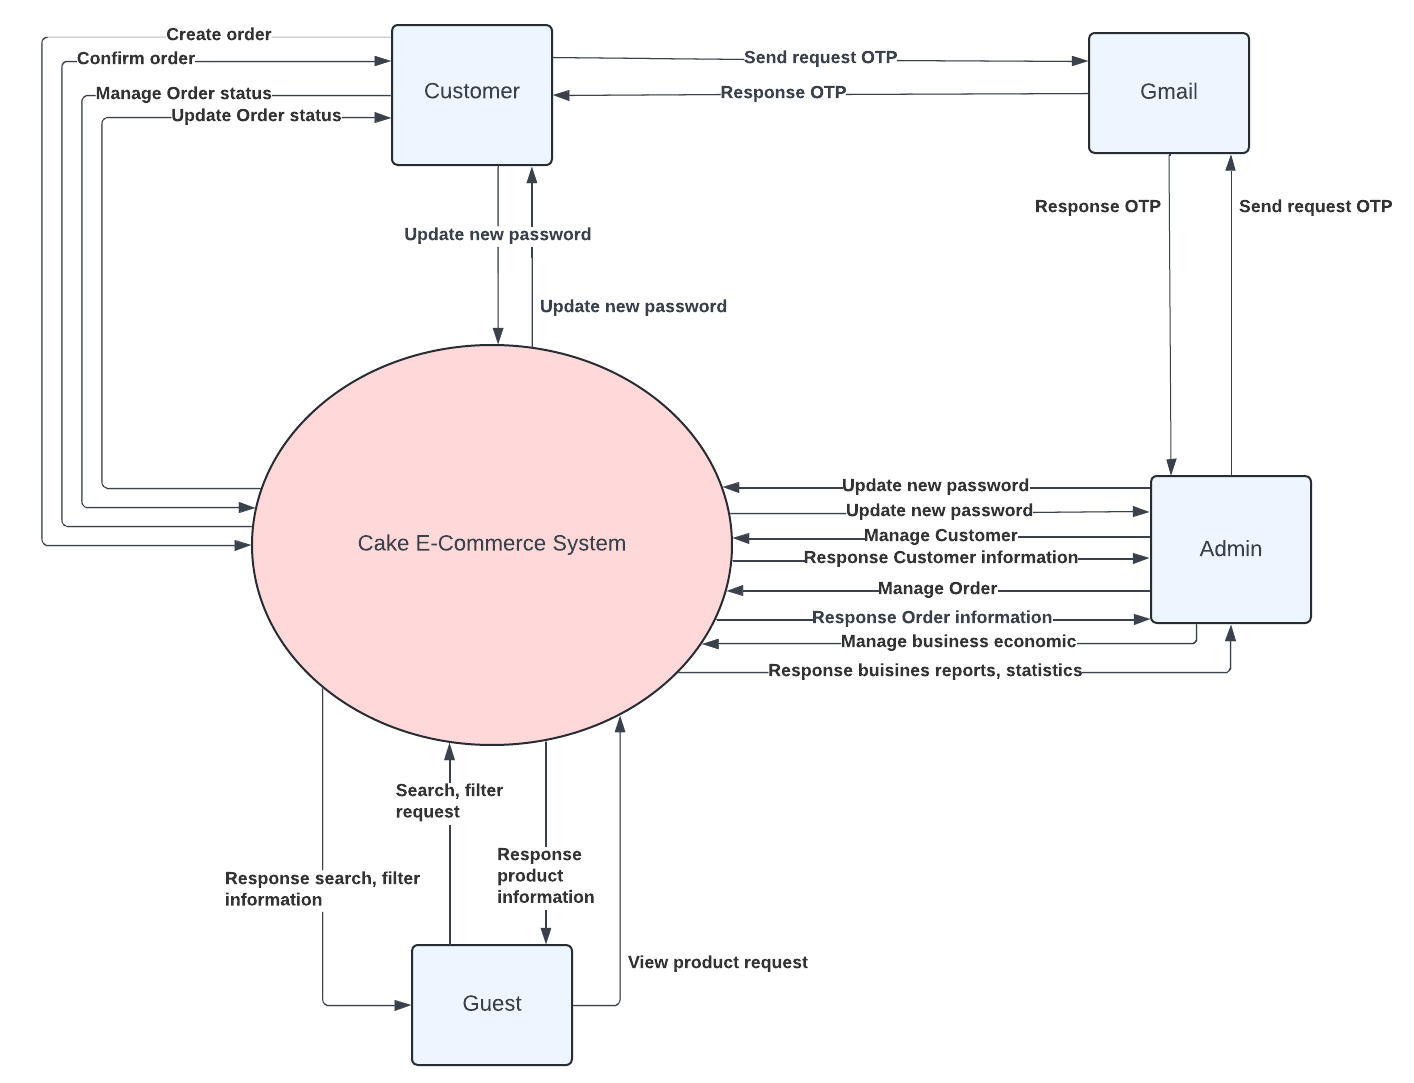 Create order
Confirm order
Manage Order status
Update Order status
Customer
Send request OTP
Response OTP
Gmail
Response OTP
Send request OTP
Update new password
Update new password
Cake E-Commerce System
Update new password
Update new password
Manage Customer
Response Customer information
Manage Order
Response Order information
Manage business economic
Response buisines reports, statistics
Admin
Search, filter
request
Response
product
information
Response search, filter
information
View product request
Guest